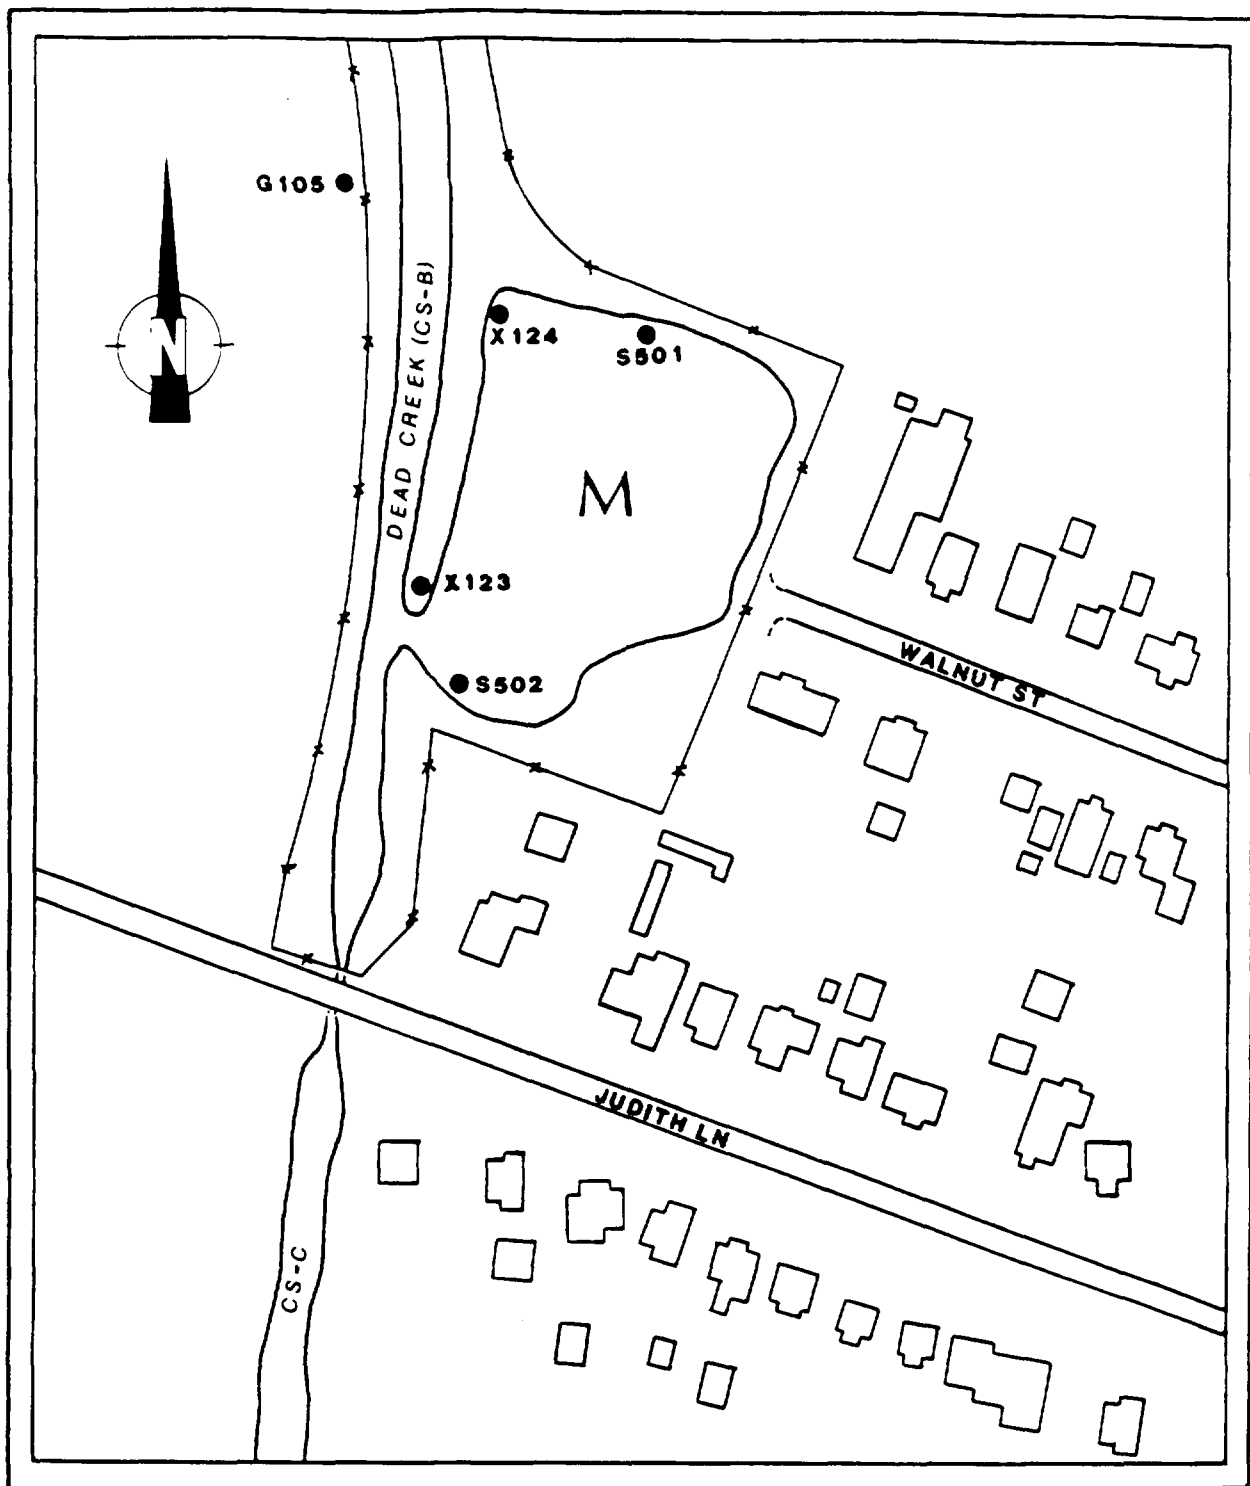 G105
N
DEAD CREEK (CS-B)
X124
S501
M
X123
S502
WALNUT ST
JUDITH LN
CS-C